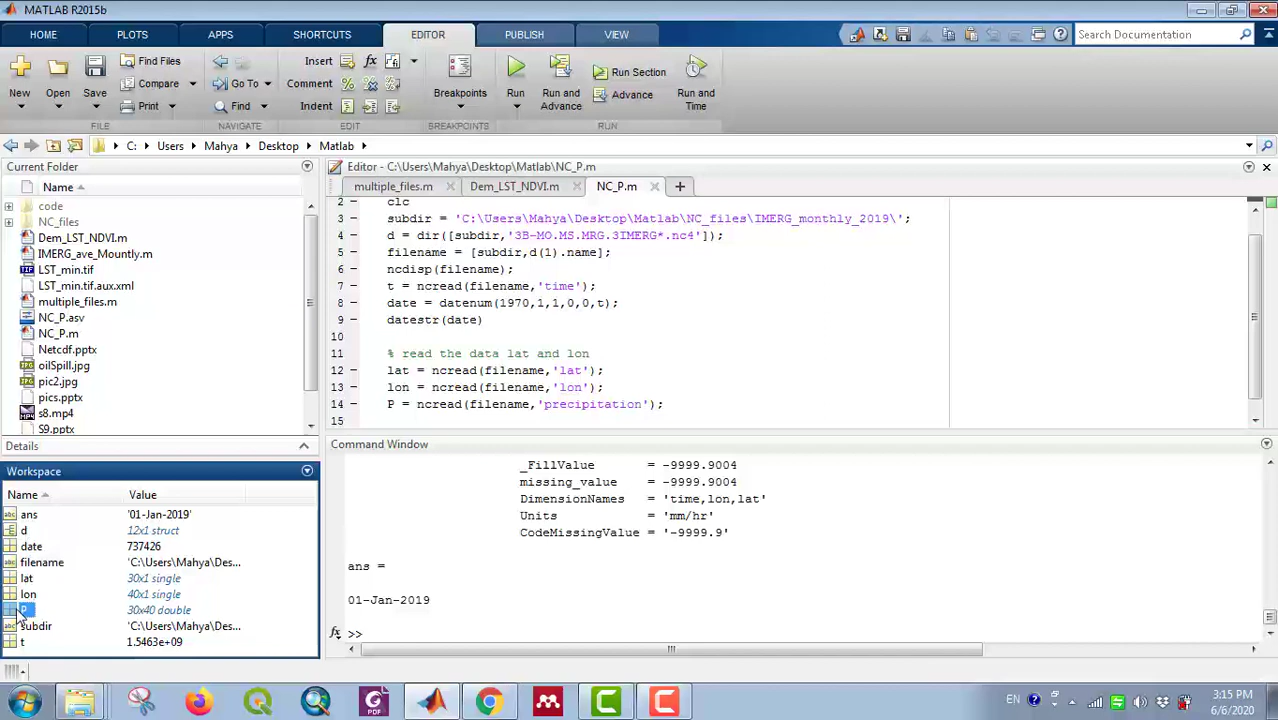 MATLAB R2015b
HOME PLOTS APPS SHORTCUTS EDITOR PUBLISH VIEW Search Documentation
New Open Save Find Files Compare Print Go To Find Insert fx Comment % Indent Breakpoints Run Run and Advance Run Section Advance Run and Time
FILE NAVIGATE EDIT BREAKPOINTS RUN
C: Users Mahya Desktop Matlab
Current Folder
Name
code
NC_files
Dem_LST_NDVI.m
IMERG_ave_Mountly.m
LST_min.tif
LST_min.tif.aux.xml
multiple_files.m
NC_P.asv
NC_P.m
Netcdf.pptx
oilSpill.jpg
pic2.jpg
pics.pptx
s8.mp4
S9.pptx
Details
Workspace
Name Value
ans '01-Jan-2019'
d 12x1 struct
date 737426
filename 'C:\Users\Mahya\Des...
lat 30x1 single
lon 40x1 single
P 30x40 double
subdir 'C:\Users\Mahya\Des...
t 1.5463e+09
Editor - C:\Users\Mahya\Desktop\Matlab\NC_P.m
multiple_files.m Dem_LST_NDVI.m NC_P.m
2 clc
3 subdir = 'C:\Users\Mahya\Desktop\Matlab\NC_files\IMERG_monthly_2019\';
4 d = dir([subdir,'3B-MO.MS.MRG.3IMERG*.nc4']);
5 filename = [subdir,d(1).name];
6 ncdisp(filename);
7 t = ncread(filename,'time');
8 date = datenum(1970,1,1,0,0,t);
9 datestr(date)
10
11 % read the data lat and lon
12 lat = ncread(filename,'lat');
13 lon = ncread(filename,'lon');
14 P = ncread(filename,'precipitation');
15
Command Window
_FillValue = -9999.9004
missing_value = -9999.9004
DimensionNames = 'time,lon,lat'
Units = 'mm/hr'
CodeMissingValue = '-9999.9'
ans =
01-Jan-2019
fx >>
PDF
EN
3:15 PM
6/6/2020